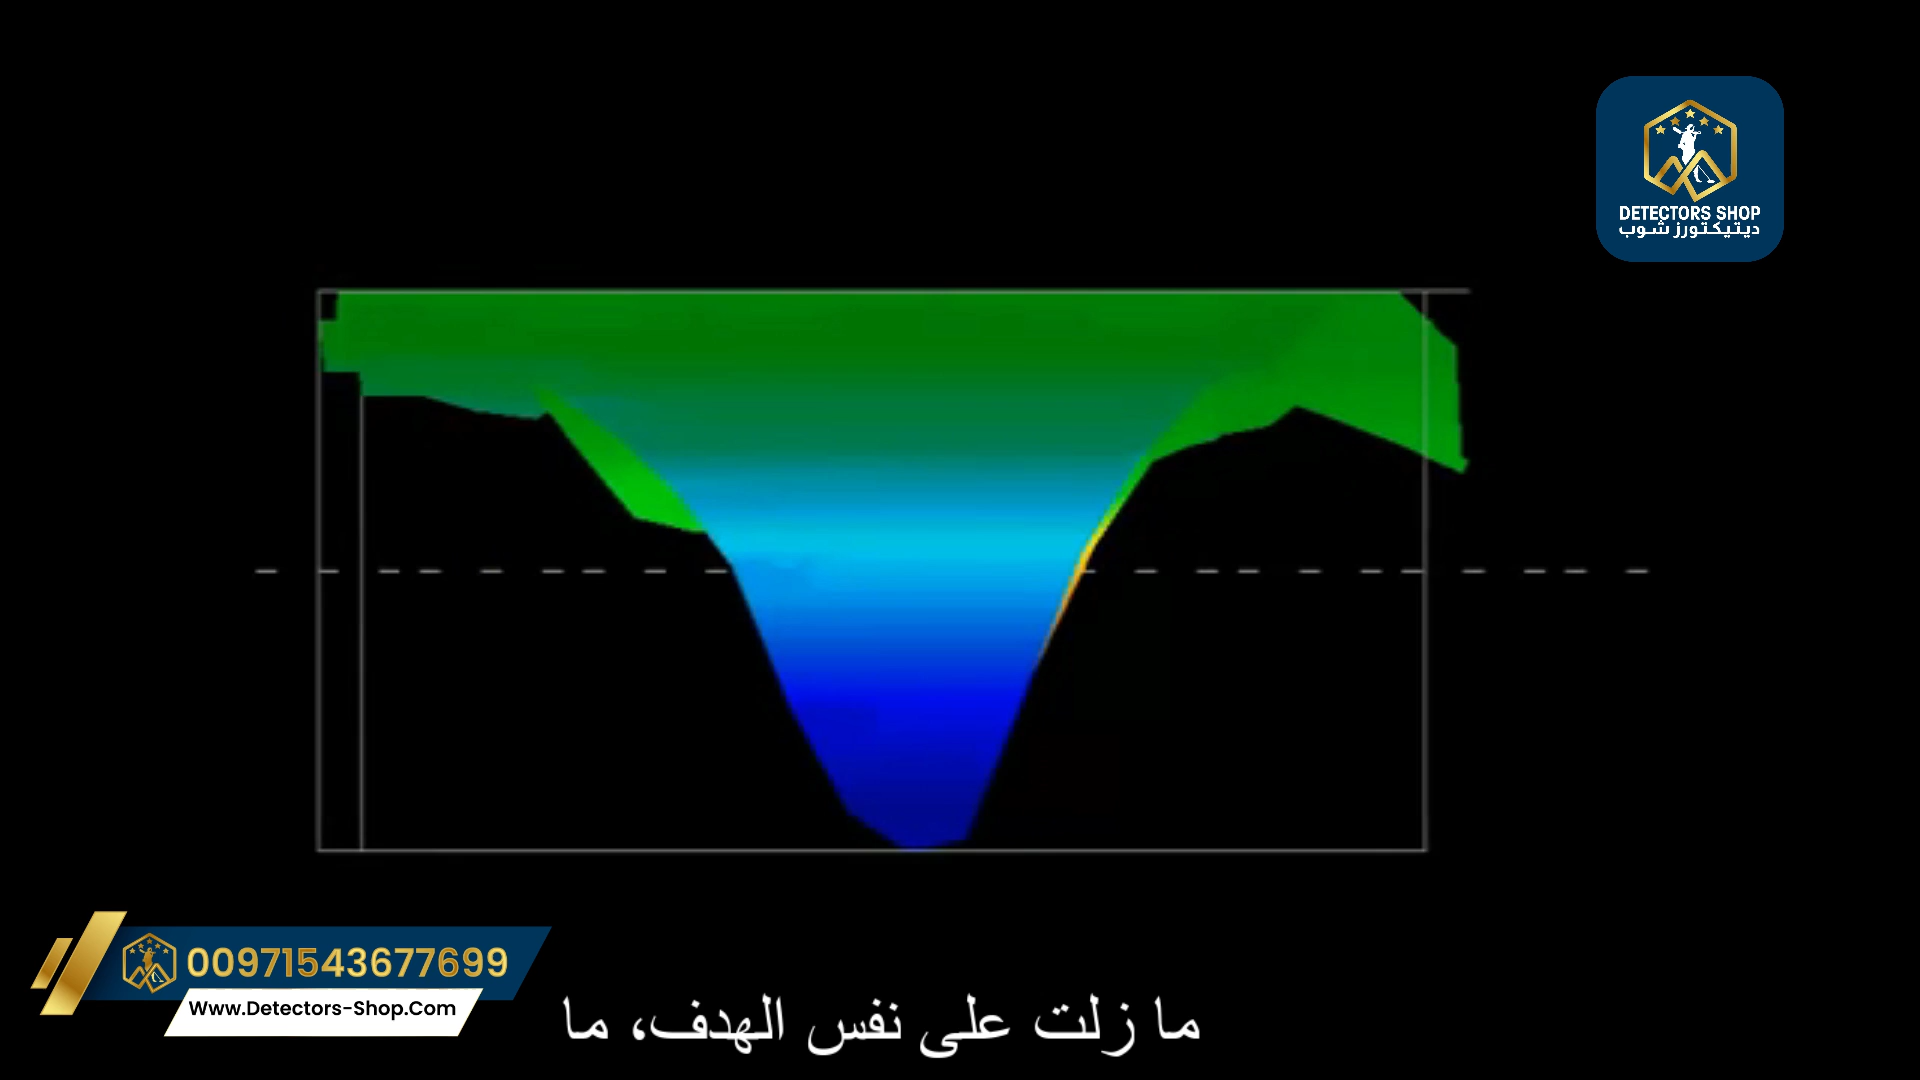 DETECTORS SHOP
ديتيكتورز شوب
00971543677699
Www.Detectors-Shop.Com
ما زلت على نفس الهدف، ما